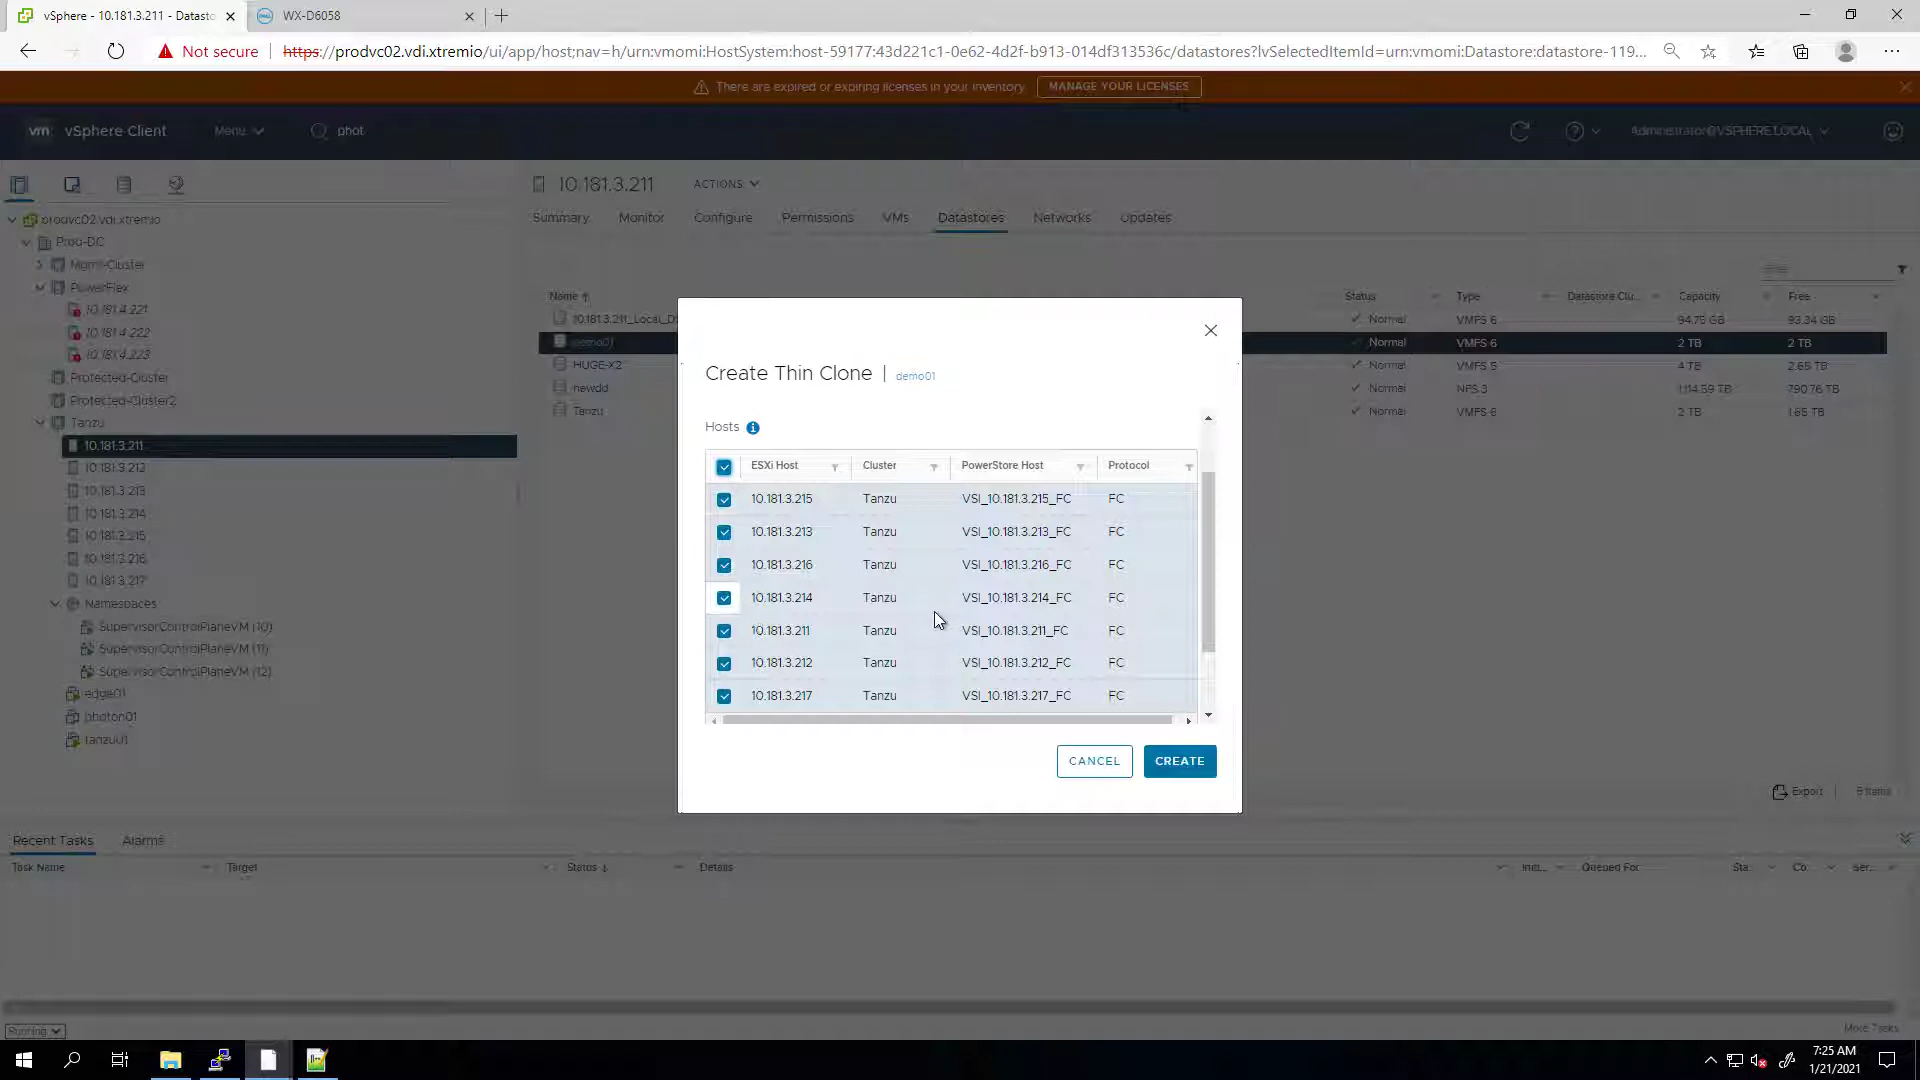 vSphere - 10.181.3.211 - Datasto
WX-D6058
Not secure
https://prodvc02.vdi.xtremio/ui/app/host;nav=h/urn:vmomi:HostSystem:host-59177:43d221c1-0e62-4d2f-b913-014df313536c/datastores?lvSelectedItemId=urn:vmomi:Datastore:datastore-119...
There are expired or expiring licenses in your inventory
MANAGE YOUR LICENSES
vm vSphere Client
Menu
phot
Administrator@VSPHERE.LOCAL
prodvc02.vdi.xtremio
Prod-DC
Mgmt-Cluster
PowerFlex
10.181.4.221
10.181.4.222
10.181.4.223
Protected-Cluster
Protected-Cluster2
Tanzu
10.181.3.211
10.181.3.212
10.181.3.213
10.181.3.214
10.181.3.215
10.181.3.216
10.181.3.217
Namespaces
SupervisorControlPlaneVM (10)
SupervisorControlPlaneVM (11)
SupervisorControlPlaneVM (12)
edge01
photon01
tanzu01
10.181.3.211
ACTIONS
Summary Monitor Configure Permissions VMs Datastores Networks Updates
Name Status Type Datastore Clu... Capacity Free
10.181.3.211_Local_D Normal VMFS 6 94.75 GB 93.34 GB
demo01 Normal VMFS 6 2 TB 2 TB
HUGE-X2 Normal VMFS 5 4 TB 2.65 TB
newdd Normal NFS 3 1,114.59 TB 790.76 TB
Tanzu Normal VMFS 6 2 TB 1.65 TB
Create Thin Clone | demo01
Hosts
ESXi Host Cluster PowerStore Host Protocol
10.181.3.215 Tanzu VSI_10.181.3.215_FC FC
10.181.3.213 Tanzu VSI_10.181.3.213_FC FC
10.181.3.216 Tanzu VSI_10.181.3.216_FC FC
10.181.3.214 Tanzu VSI_10.181.3.214_FC FC
10.181.3.211 Tanzu VSI_10.181.3.211_FC FC
10.181.3.212 Tanzu VSI_10.181.3.212_FC FC
10.181.3.217 Tanzu VSI_10.181.3.217_FC FC
CANCEL
CREATE
Export
5 items
Recent Tasks Alarms
Task Name Target Status Details Initi... Queued For Sta Co... Ser...
Running
More Tasks
7:25 AM
1/21/2021